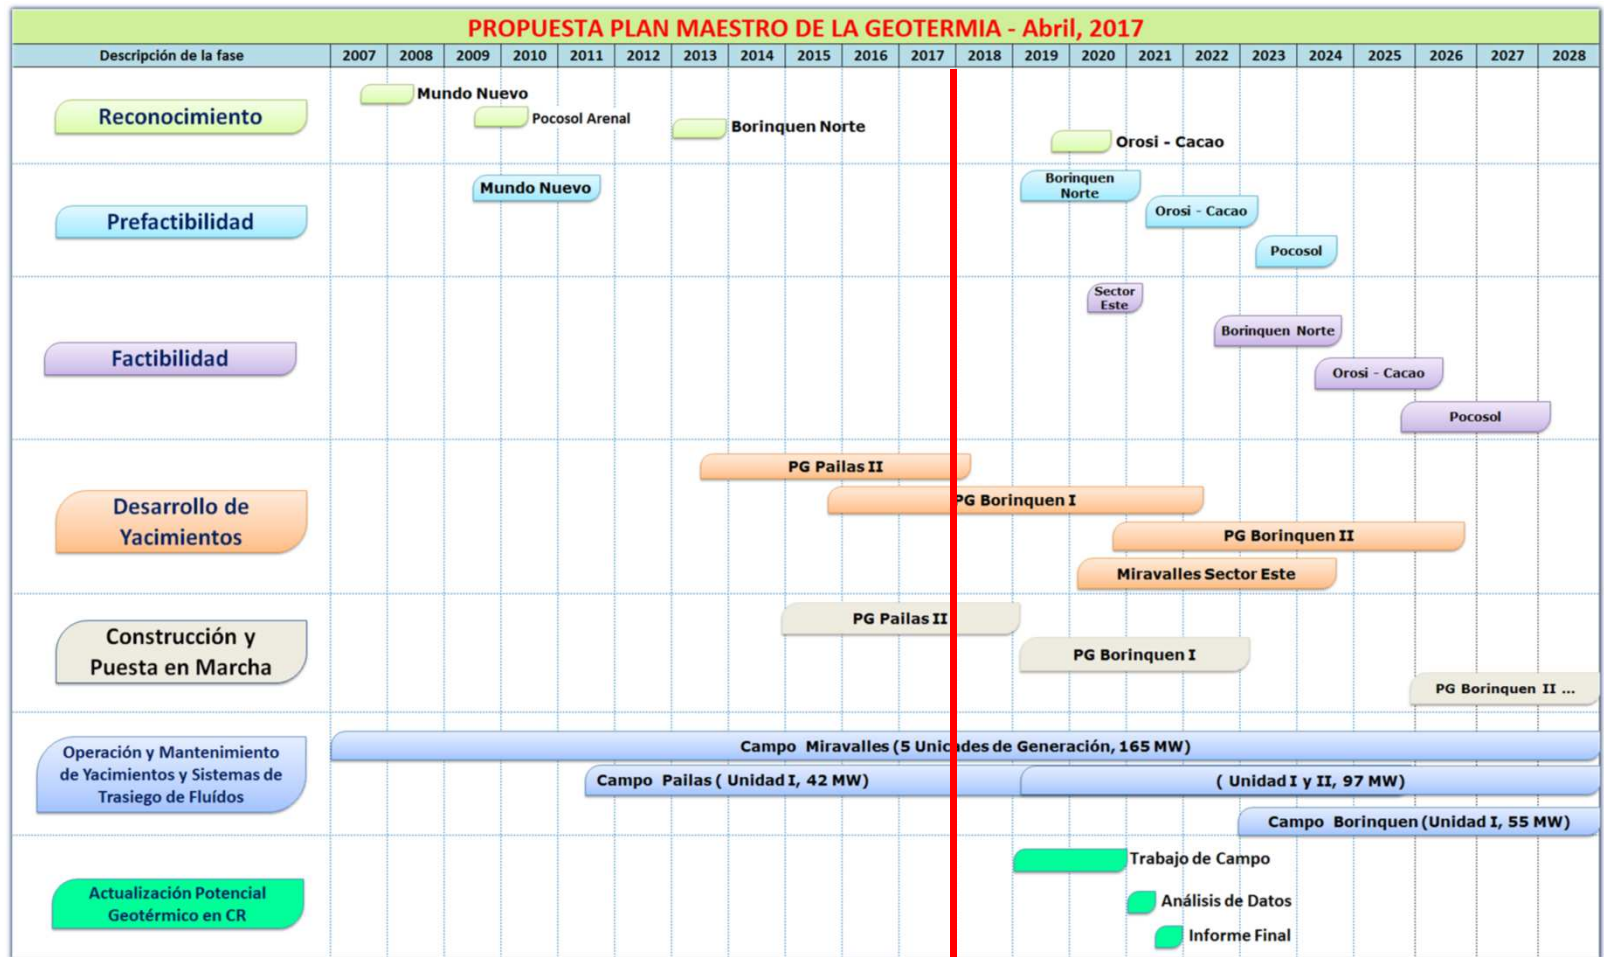 PROPUESTA PLAN MAESTRO DE LA GEOTERMIA - Abril, 2017
Descripción de la fase 2007 2008 2009 2010 2011 2012 2013 2014 2015 2016 2017 2018 2019 2020 2021 2022 2023 2024 2025 2026 2027 2028
Reconocimiento
Mundo Nuevo
Pocosol Arenal
Borinquen Norte
Orosi - Cacao
Prefactibilidad
Mundo Nuevo
Borinquen
Norte
Orosi - Cacao
Pocosol
Factibilidad
Sector
Este
Borinquen Norte
Orosi - Cacao
Pocosol
Desarrollo de
Yacimientos
PG Pailas II
PG Borinquen I
PG Borinquen II
Miravalles Sector Este
Construcción y
Puesta en Marcha
PG Pailas II
PG Borinquen I
PG Borinquen II ...
Operación y Mantenimiento
de Yacimientos y Sistemas de
Trasiego de Fluídos
Campo Miravalles (5 Unidades de Generación, 165 MW)
Campo Pailas ( Unidad I, 42 MW)
( Unidad I y II, 97 MW)
Campo Borinquen (Unidad I, 55 MW)
Actualización Potencial
Geotérmico en CR
Trabajo de Campo
Análisis de Datos
Informe Final